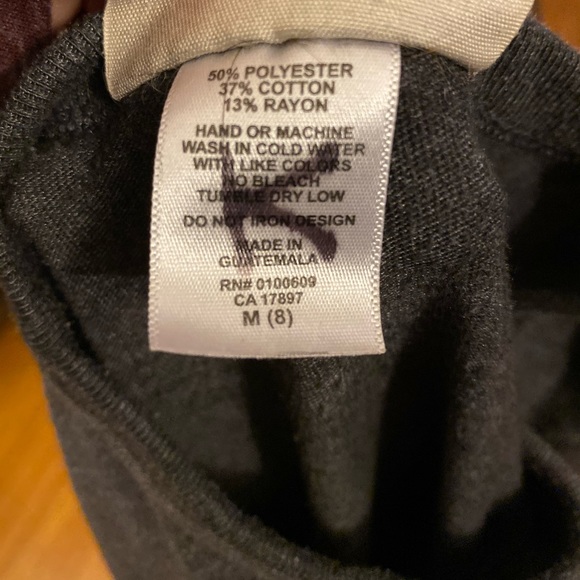 50% POLYESTER
37% COTTON
13% RAYON
HAND OR MACHINE
WASH IN COLD WATER
WITH LIKE COLORS
NO BLEACH
TUMBLE DRY LOW
DO NOT IRON DESIGN
MADE IN
GUATEMALA
RN# 0100609
CA 17897
M (8)
K